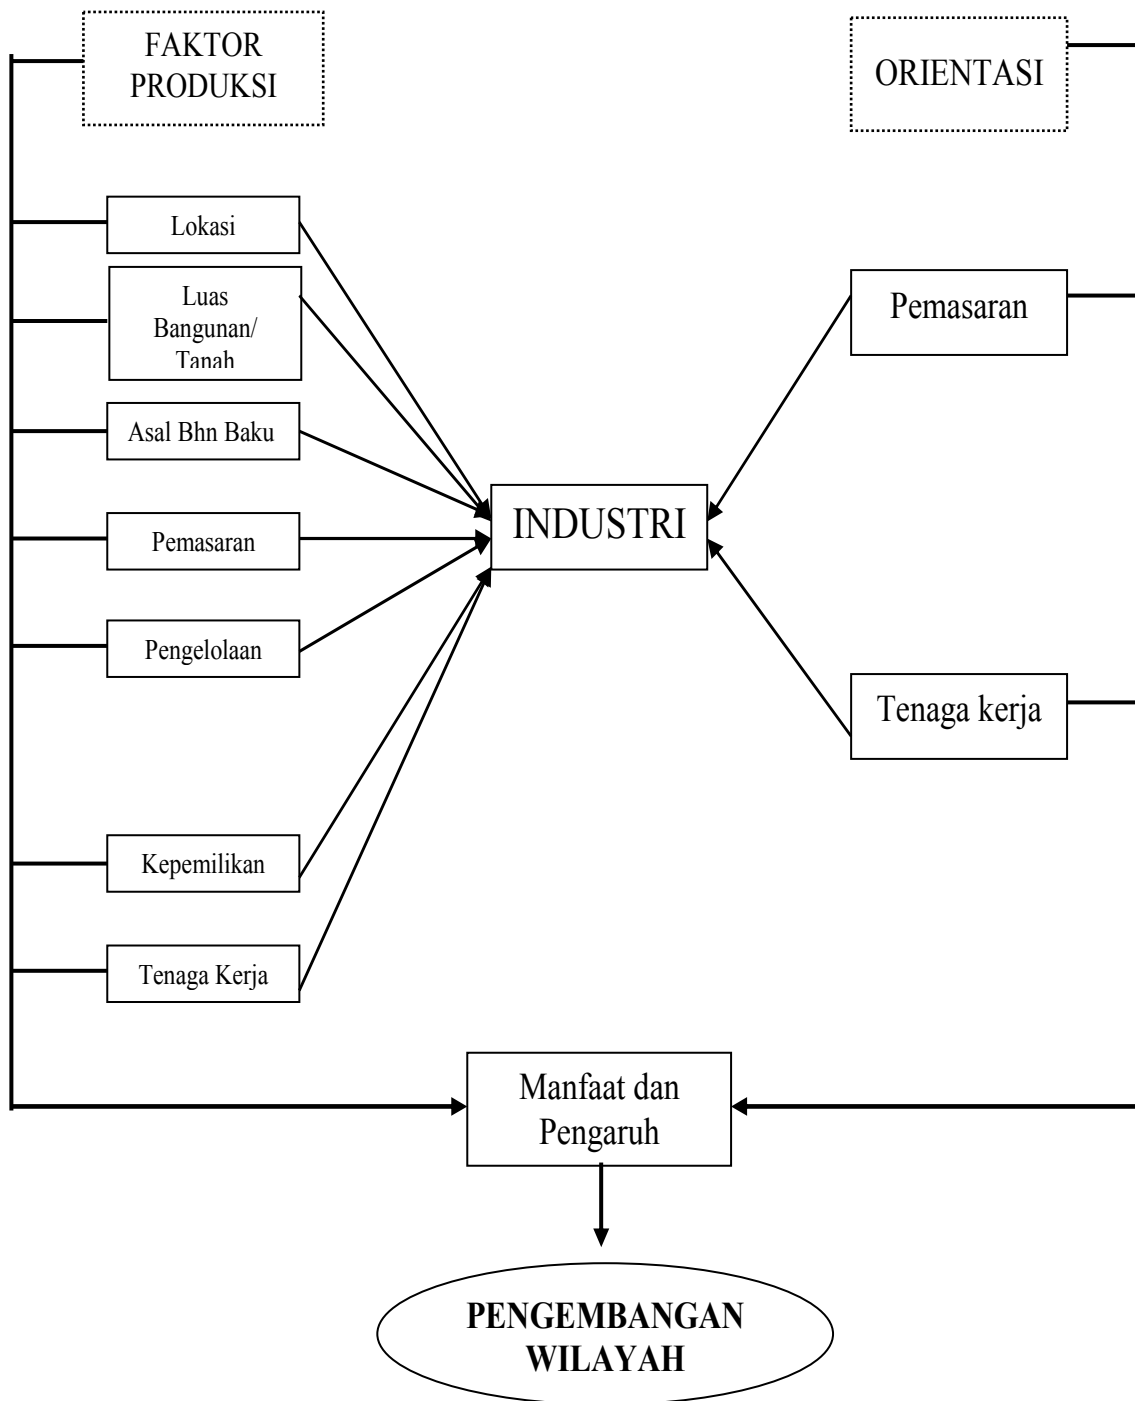 FAKTOR
PRODUKSI
ORIENTASI
Lokasi
Luas
Bangunan/
Tanah
Asal Bhn Baku
Pemasaran
Pengelolaan
Kepemilikan
Tenaga Kerja
INDUSTRI
Pemasaran
Tenaga kerja
Manfaat dan
Pengaruh
PENGEMBANGAN
WILAYAH